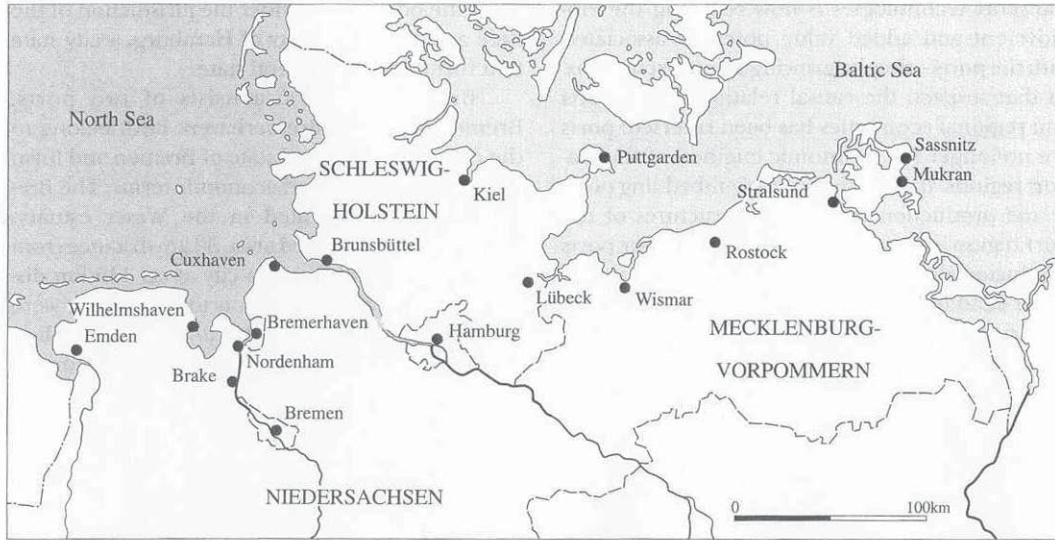 North Sea
Baltic Sea
SCHLESWIG-
HOLSTEIN
Kiel
Puttgarden
Sassnitz
Mukran
Stralsund
Rostock
Brunsbüttel
Cuxhaven
Lübeck
Wismar
Wilhelmshaven
Emden
Bremerhaven
Hamburg
MECKLENBURG-
VORPOMMERN
Nordenham
Brake
Bremen
NIEDERSACHSEN
0
100km